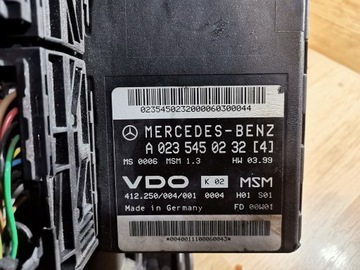 0235450232000060300044
MERCEDES-BENZ
A 023 545 02 32 [4]
MS 0006 MSM 1.3 HW 03.99
VDO K 02 MSM
412.250/004/001 0004 H01 S01
Made in Germany FD 00W01
*0040011100060043*